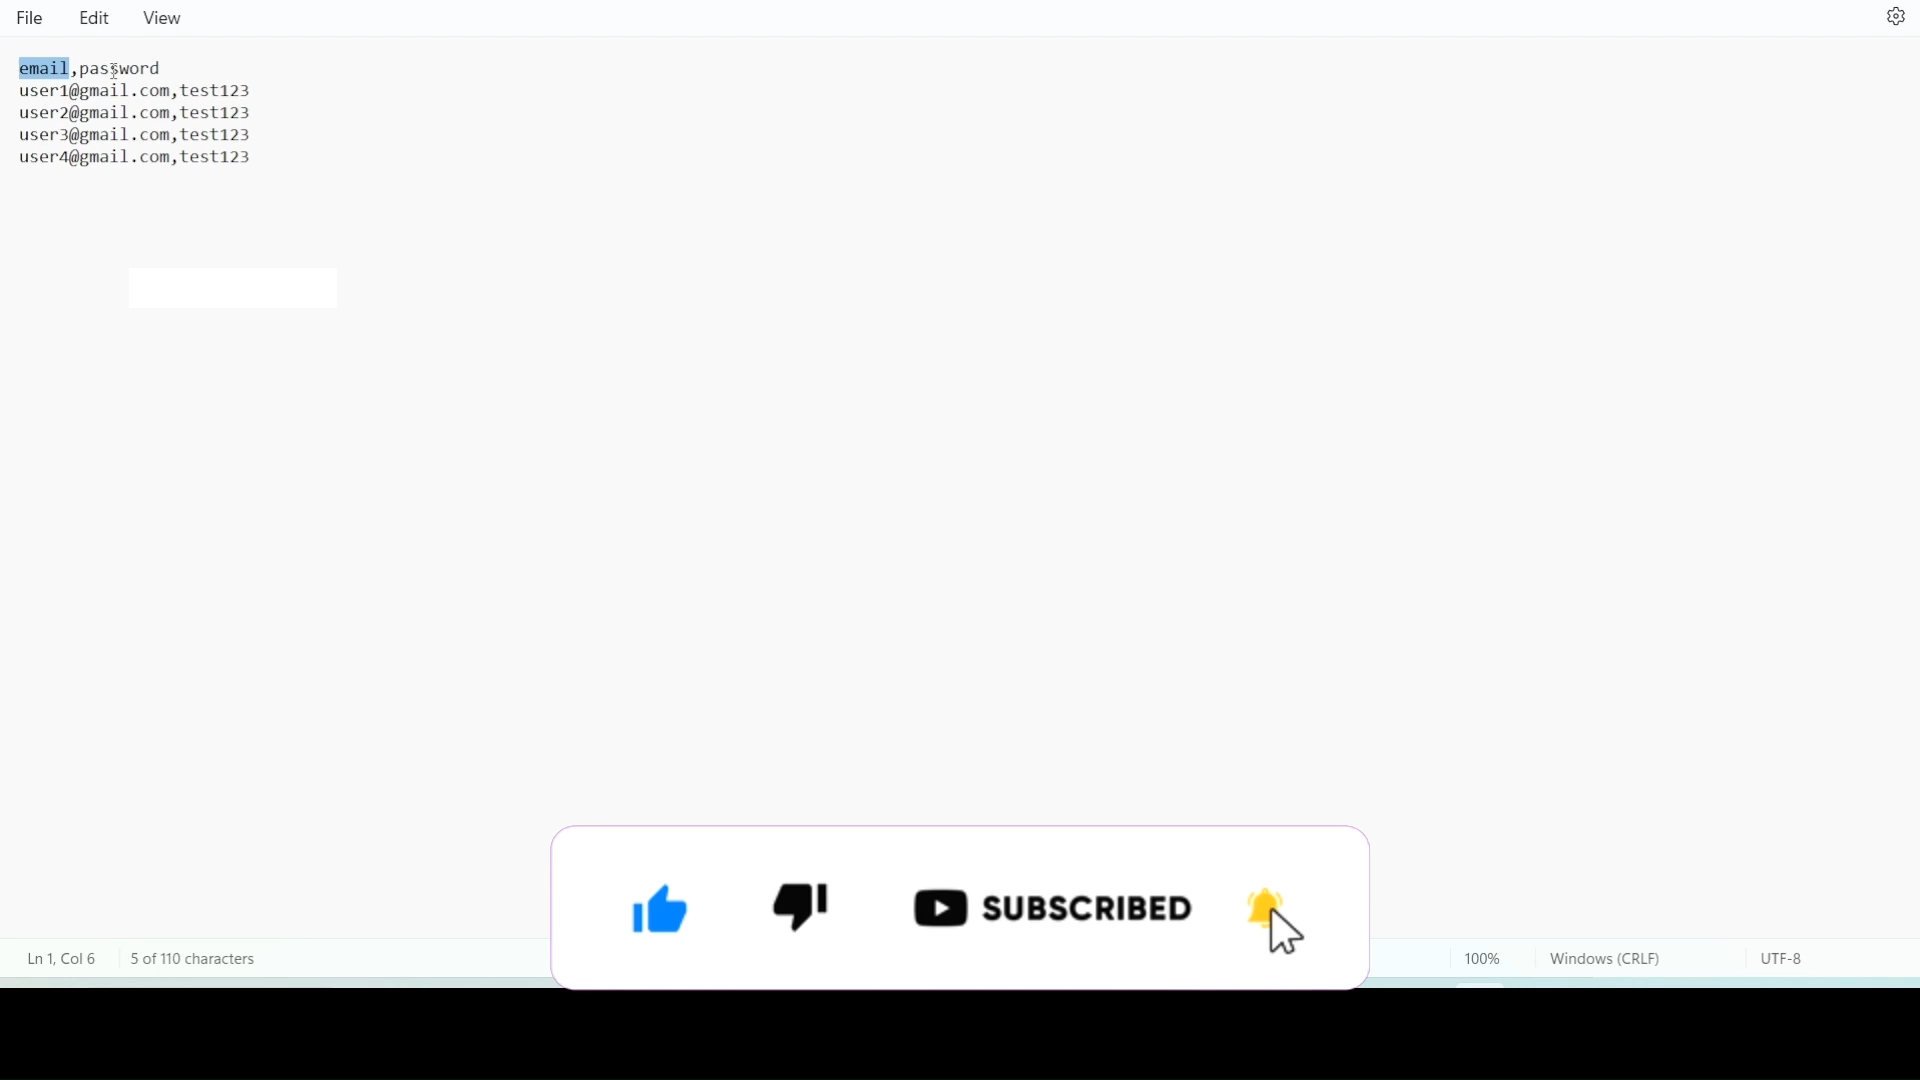 File Edit View
email,password
user1@gmail.com,test123
user2@gmail.com,test123
user3@gmail.com,test123
user4@gmail.com,test123
SUBSCRIBED
Ln 1, Col 6 5 of 110 characters 100% Windows (CRLF) UTF-8